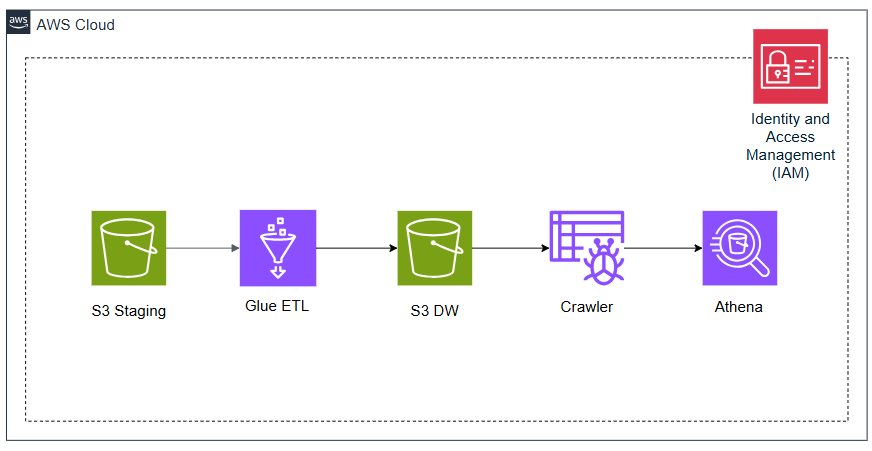 aws
AWS Cloud
Identity and
Access
Management
(IAM)
S3 Staging
Glue ETL
S3 DW
Crawler
Athena